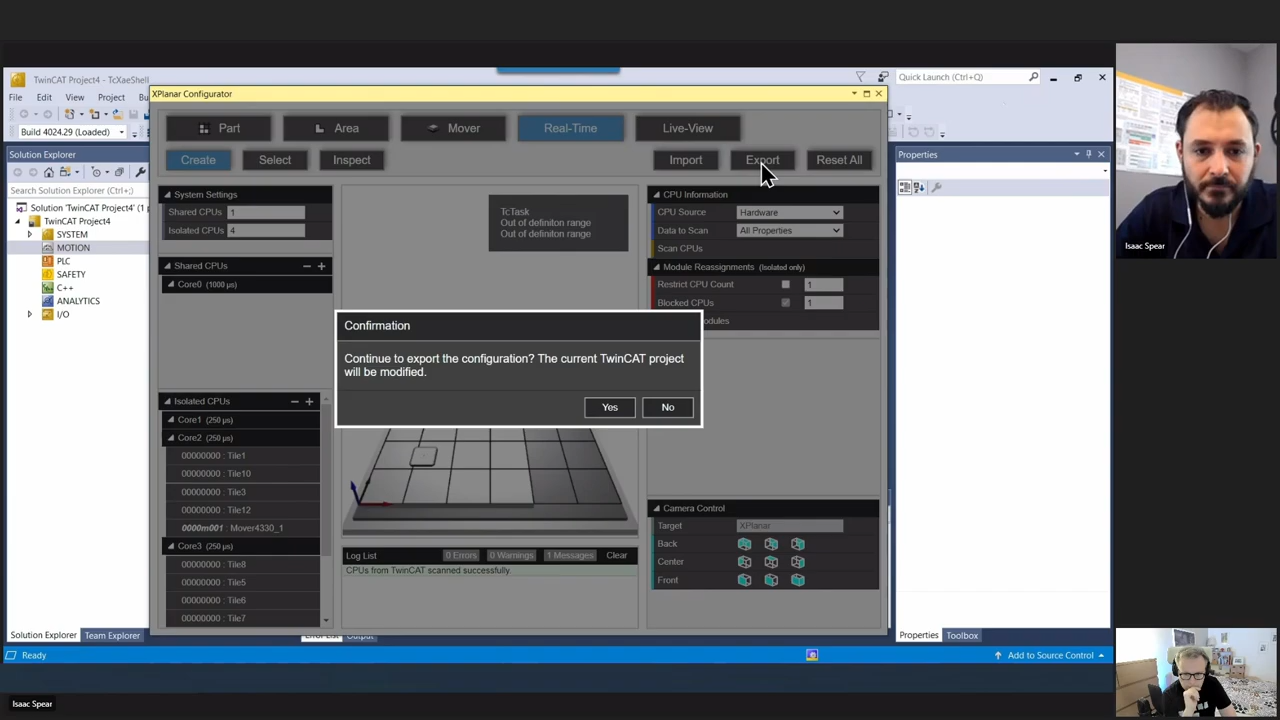 TwinCAT Project4 - TcXaeShell
Quick Launch (Ctrl+Q)
File Edit View Project
Build 4024.29 (Loaded)
Solution Explorer
Search Solution Explorer
Solution 'TwinCAT Project4'
TwinCAT Project4
SYSTEM
MOTION
PLC
SAFETY
C++
ANALYTICS
I/O
Solution Explorer Team Explorer
XPlanar Configurator
Part Area Mover Real-Time Live-View
Create Select Inspect Import Export Reset All
System Settings
Shared CPUs 1
Isolated CPUs 4
Shared CPUs
Core0 (1000 µs)
Isolated CPUs
Core1 (250 µs)
Core2 (250 µs)
00000000 : Tile1
00000000 : Tile10
00000000 : Tile3
00000000 : Tile12
0000m001 : Mover4330_1
Core3 (250 µs)
00000000 : Tile8
00000000 : Tile5
00000000 : Tile6
00000000 : Tile7
TcTask
Out of definiton range
Out of definiton range
Confirmation
Continue to export the configuration? The current TwinCAT project
will be modified.
Yes No
Log List 0 Errors 0 Warnings 1 Messages Clear
CPUs from TwinCAT scanned successfully.
Error List Output
CPU Information
CPU Source Hardware
Data to Scan All Properties
Scan CPUs
Module Reassignments (Isolated only)
Restrict CPU Count 1
Blocked CPUs 1
Camera Control
Target XPlanar
Back
Center
Front
Properties
Properties Toolbox
Ready
Add to Source Control
Isaac Spear
Isaac Spear